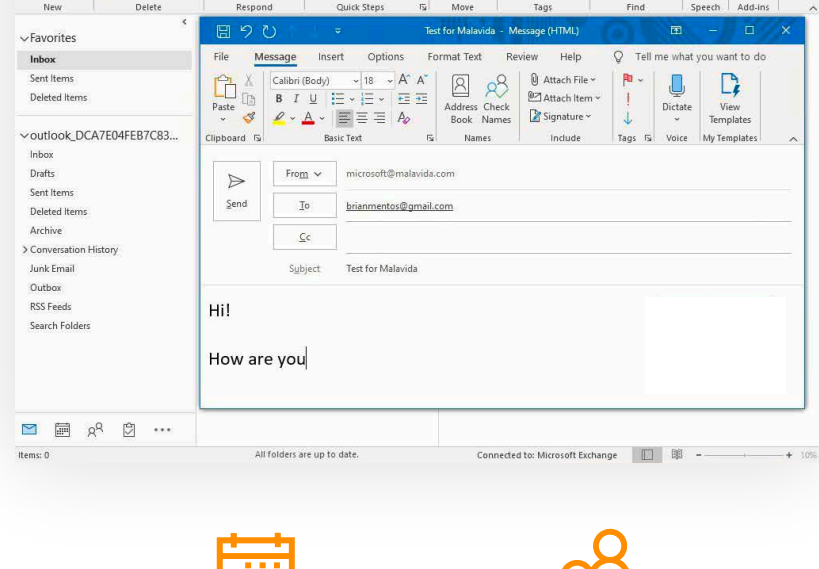 New Delete Respond Quick Steps Move Tags Find Speech Add-ins
Favorites
Inbox
Sent Items
Deleted Items
outlook_DCA7E04FEB7C83...
Inbox
Drafts
Sent Items
Deleted Items
Archive
Conversation History
Junk Email
Outbox
RSS Feeds
Search Folders
Items: 0 All folders are up to date. Connected to: Microsoft Exchange 10%
Test for Malavida - Message (HTML)
File Message Insert Options Format Text Review Help Tell me what you want to do
Paste
Calibri (Body) 18 A A
B I U
A A
Address Book
Check Names
Attach File
Attach Item
Signature
Dictate
View Templates
Clipboard Basic Text Names Include Tags Voice My Templates
Send
From microsoft@malavida.com
To brianmentos@gmail.com
Cc
Subject Test for Malavida
Hi!
How are you